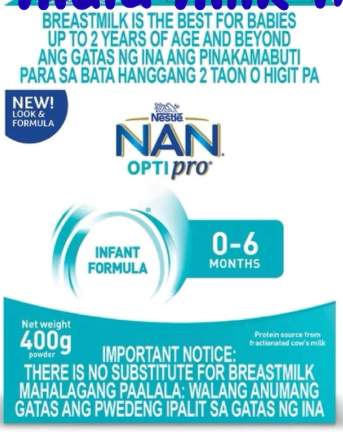 BREASTMILK IS THE BEST FOR BABIES
UP TO 2 YEARS OF AGE AND BEYOND
ANG GATAS NG INA ANG PINAKAMABUTI
PARA SA BATA HANGGANG 2 TAON O HIGIT PA
NEW!
LOOK &
FORMULA
Nestlé
NAN
OPTIpro
INFANT
FORMULA
0-6
MONTHS
Net weight
400g
powder
Protein source from
fractionated cow's milk
IMPORTANT NOTICE:
THERE IS NO SUBSTITUTE FOR BREASTMILK
MAHALAGANG PAALALA: WALANG ANUMANG
GATAS ANG PWEDENG IPALIT SA GATAS NG INA